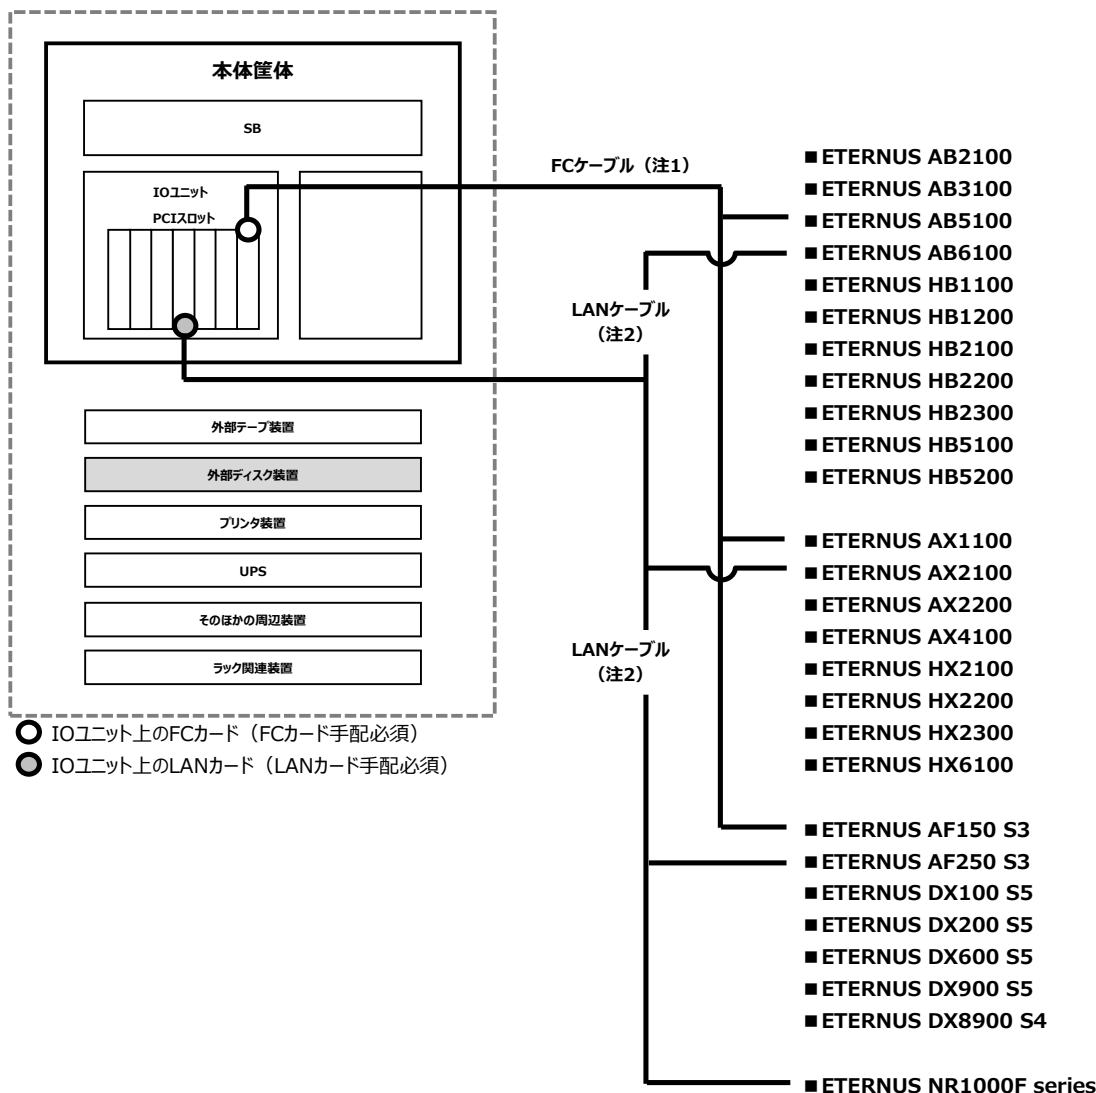 本体筐体
SB
IOユニット
PCIスロット
FCケーブル（注1）
LANケーブル
（注2）
LANケーブル
（注2）
外部テープ装置
外部ディスク装置
プリンタ装置
UPS
そのほかの周辺装置
ラック関連装置
IOユニット上のFCカード（FCカード手配必須）
IOユニット上のLANカード（LANカード手配必須）
■ETERNUS AB2100
■ETERNUS AB3100
■ETERNUS AB5100
■ETERNUS AB6100
■ETERNUS HB1100
■ETERNUS HB1200
■ETERNUS HB2100
■ETERNUS HB2200
■ETERNUS HB2300
■ETERNUS HB5100
■ETERNUS HB5200
■ETERNUS AX1100
■ETERNUS AX2100
■ETERNUS AX2200
■ETERNUS AX4100
■ETERNUS HX2100
■ETERNUS HX2200
■ETERNUS HX2300
■ETERNUS HX6100
■ETERNUS AF150 S3
■ETERNUS AF250 S3
■ETERNUS DX100 S5
■ETERNUS DX200 S5
■ETERNUS DX600 S5
■ETERNUS DX900 S5
■ETERNUS DX8900 S4
■ETERNUS NR1000F series